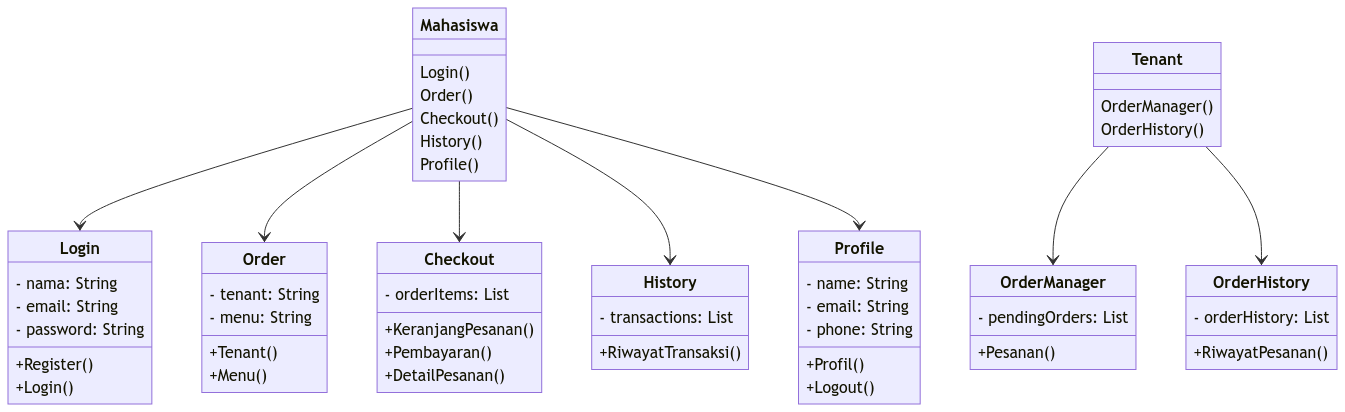 Mahasiswa
Login()
Order()
Checkout()
History()
Profile()
Tenant
OrderManager()
OrderHistory()
Login
- nama: String
- email: String
- password: String
+Register()
+Login()
Order
- tenant: String
- menu: String
+Tenant()
+Menu()
Checkout
- orderItems: List
+KeranjangPesanan()
+Pembayaran()
+DetailPesanan()
History
- transactions: List
+RiwayatTransaksi()
Profile
- name: String
- email: String
- phone: String
+Profil()
+Logout()
OrderManager
- pendingOrders: List
+Pesanan()
OrderHistory
- orderHistory: List
+RiwayatPesanan()